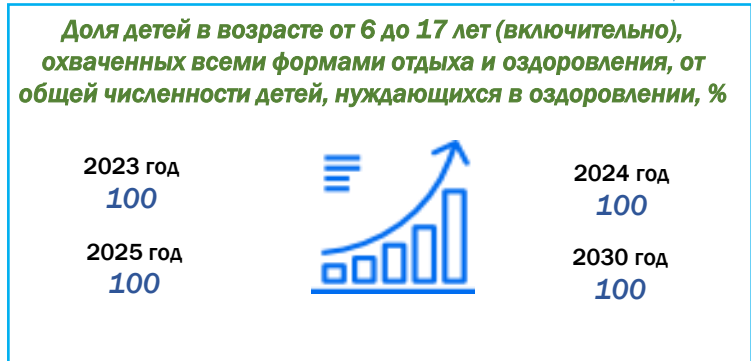 Доля детей в возрасте от 6 до 17 лет (включительно),
охваченных всеми формами отдыха и оздоровления, от
общей численности детей, нуждающихся в оздоровлении, %
2023 год
100
2024 год
100
2025 год
100
2030 год
100